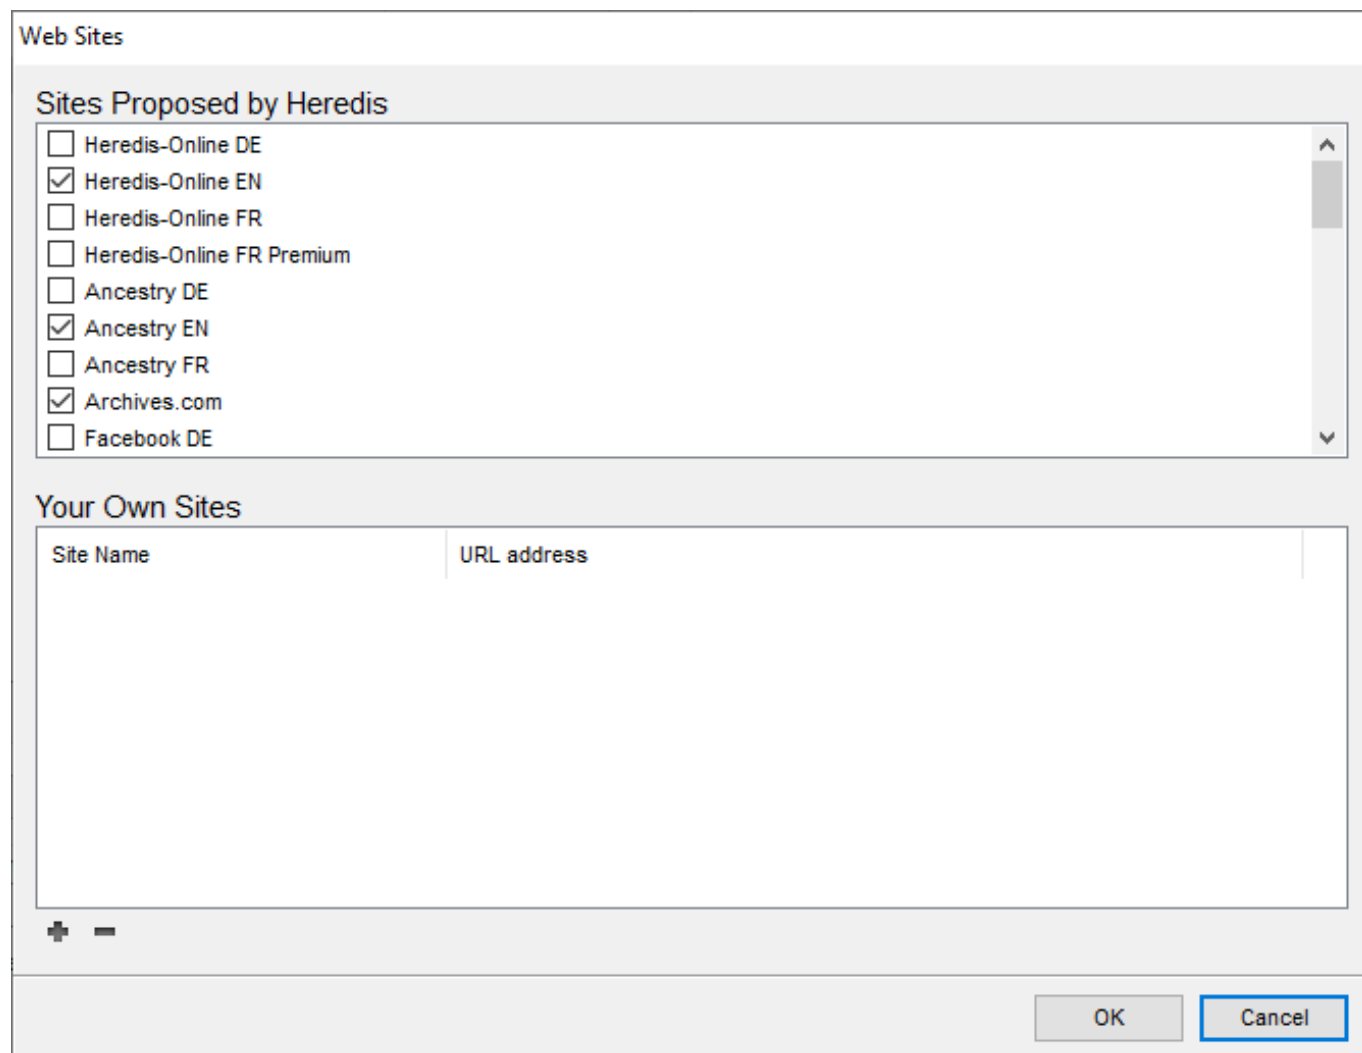 Web Sites
Sites Proposed by Heredis
Heredis-Online DE
Heredis-Online EN
Heredis-Online FR
Heredis-Online FR Premium
Ancestry DE
Ancestry EN
Ancestry FR
Archives.com
Facebook DE
Your Own Sites
Site Name URL address
OK Cancel